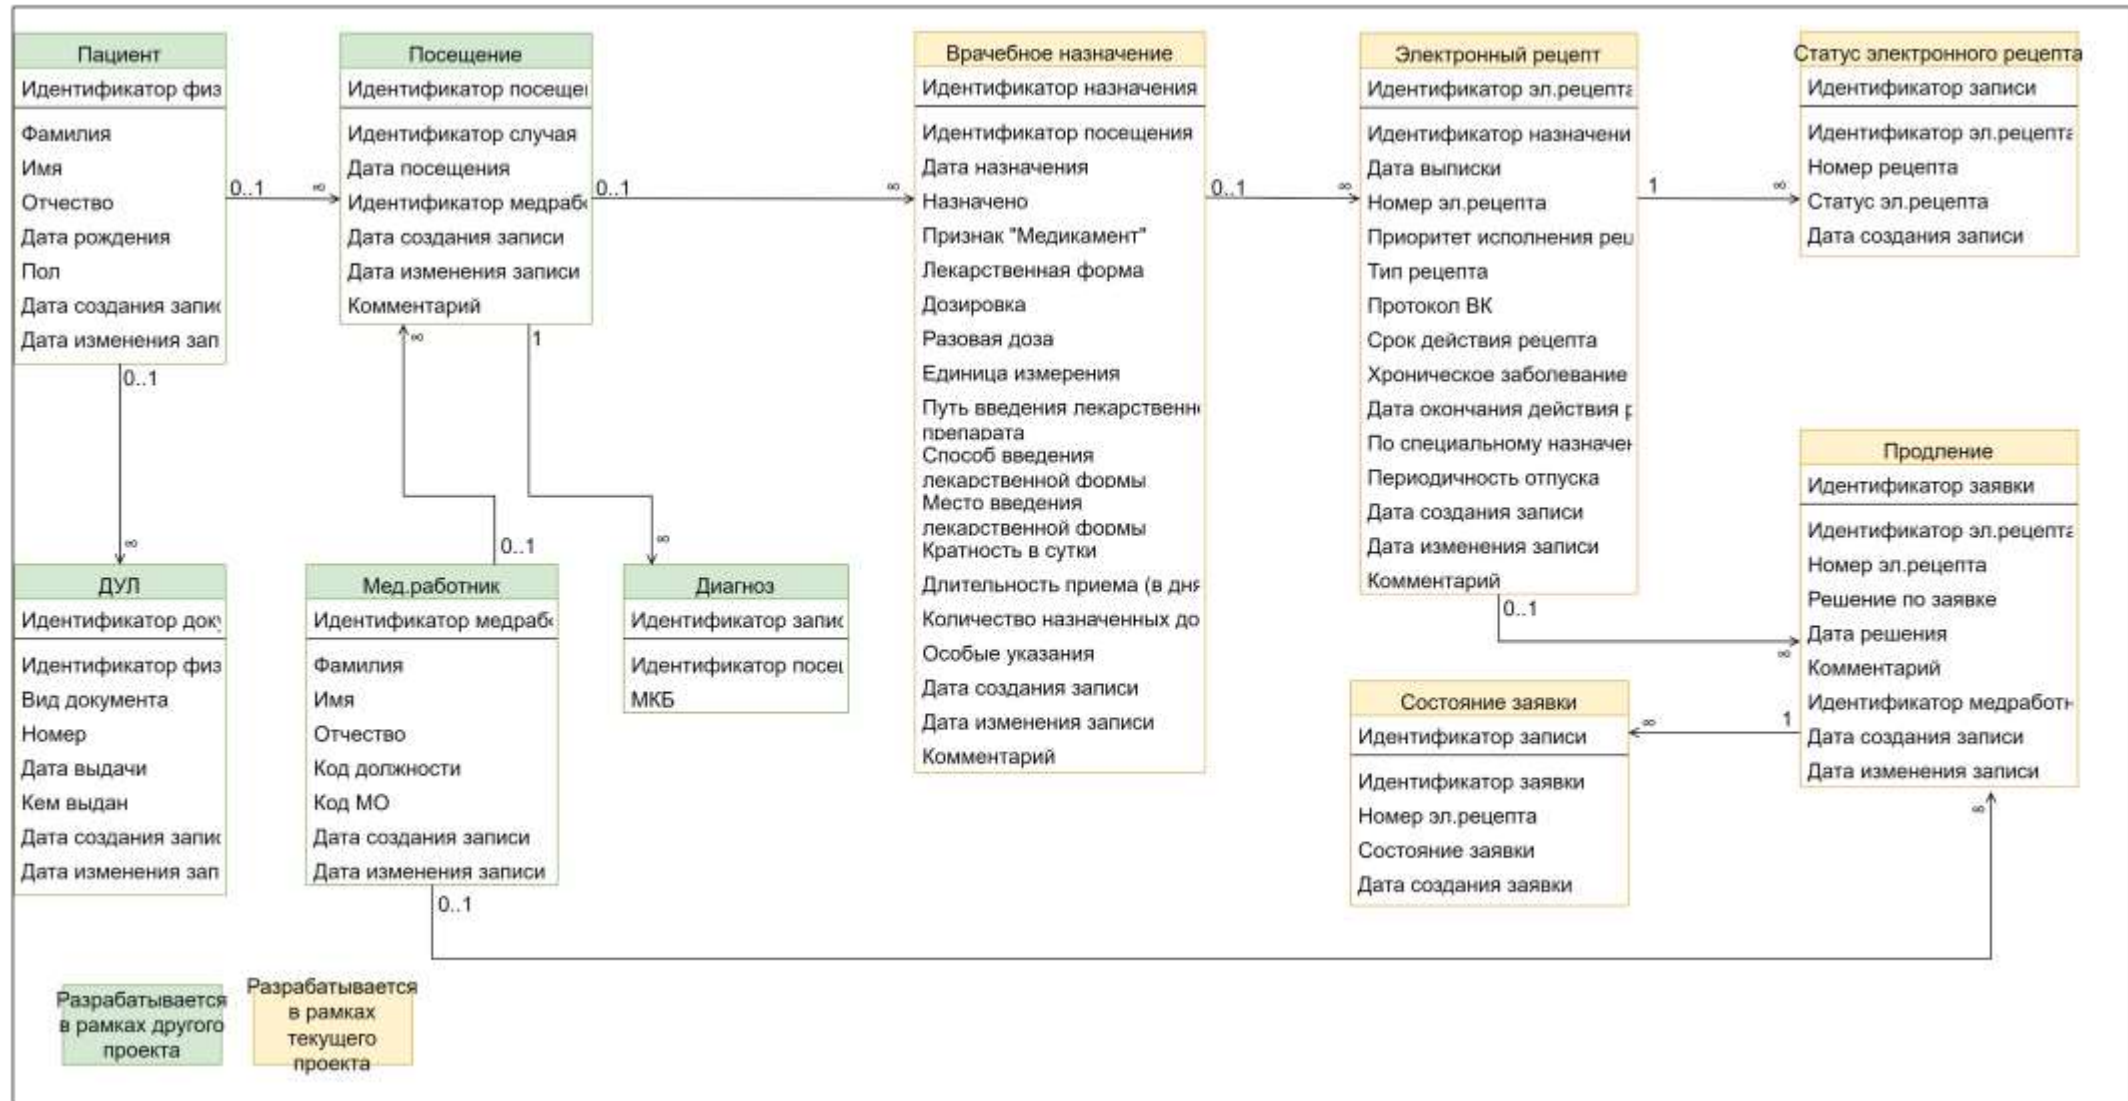 Пациент
Идентификатор физ
Фамилия
Имя
Отчество
Дата рождения
Пол
Дата создания запис
Дата изменения зап
0..1
∞
Посещение
Идентификатор посеще
Идентификатор случая
Дата посещения
Идентификатор медраб
Дата создания записи
Дата изменения записи
Комментарий
0..1
∞
Врачебное назначение
Идентификатор назначения
Идентификатор посещения
Дата назначения
Назначено
Признак "Медикамент"
Лекарственная форма
Дозировка
Разовая доза
Единица измерения
Путь введения лекарственн
препарата
Способ введения
лекарственной формы
Место введения
лекарственной формы
Кратность в сутки
Длительность приема (в дня
Количество назначенных до
Особые указания
Дата создания записи
Дата изменения записи
Комментарий
0..1
∞
Электронный рецепт
Идентификатор эл.рецепта
Идентификатор назначени
Дата выписки
Номер эл.рецепта
Приоритет исполнения рец
Тип рецепта
Протокол ВК
Срок действия рецепта
Хроническое заболевание
Дата окончания действия р
По специальному назначен
Периодичность отпуска
Дата создания записи
Дата изменения записи
Комментарий
1
∞
Статус электронного рецепта
Идентификатор записи
Идентификатор эл.рецепта
Номер рецепта
Статус эл.рецепта
Дата создания записи
0..1
∞
∞
0..1
1
∞
ДУЛ
Идентификатор док
Идентификатор физ
Вид документа
Номер
Дата выдачи
Кем выдан
Дата создания запис
Дата изменения зап
Мед.работник
Идентификатор медраб
Фамилия
Имя
Отчество
Код должности
Код МО
Дата создания записи
Дата изменения записи
0..1
∞
Диагноз
Идентификатор запис
Идентификатор посещ
МКБ
0..1
∞
Продление
Идентификатор заявки
Идентификатор эл.рецепта
Номер эл.рецепта
Решение по заявке
Дата решения
Комментарий
Идентификатор медработн
Дата создания записи
Дата изменения записи
∞
1
Состояние заявки
Идентификатор записи
Идентификатор заявки
Номер эл.рецепта
Состояние заявки
Дата создания заявки
Разрабатывается
в рамках другого
проекта
Разрабатывается
в рамках
текущего
проекта